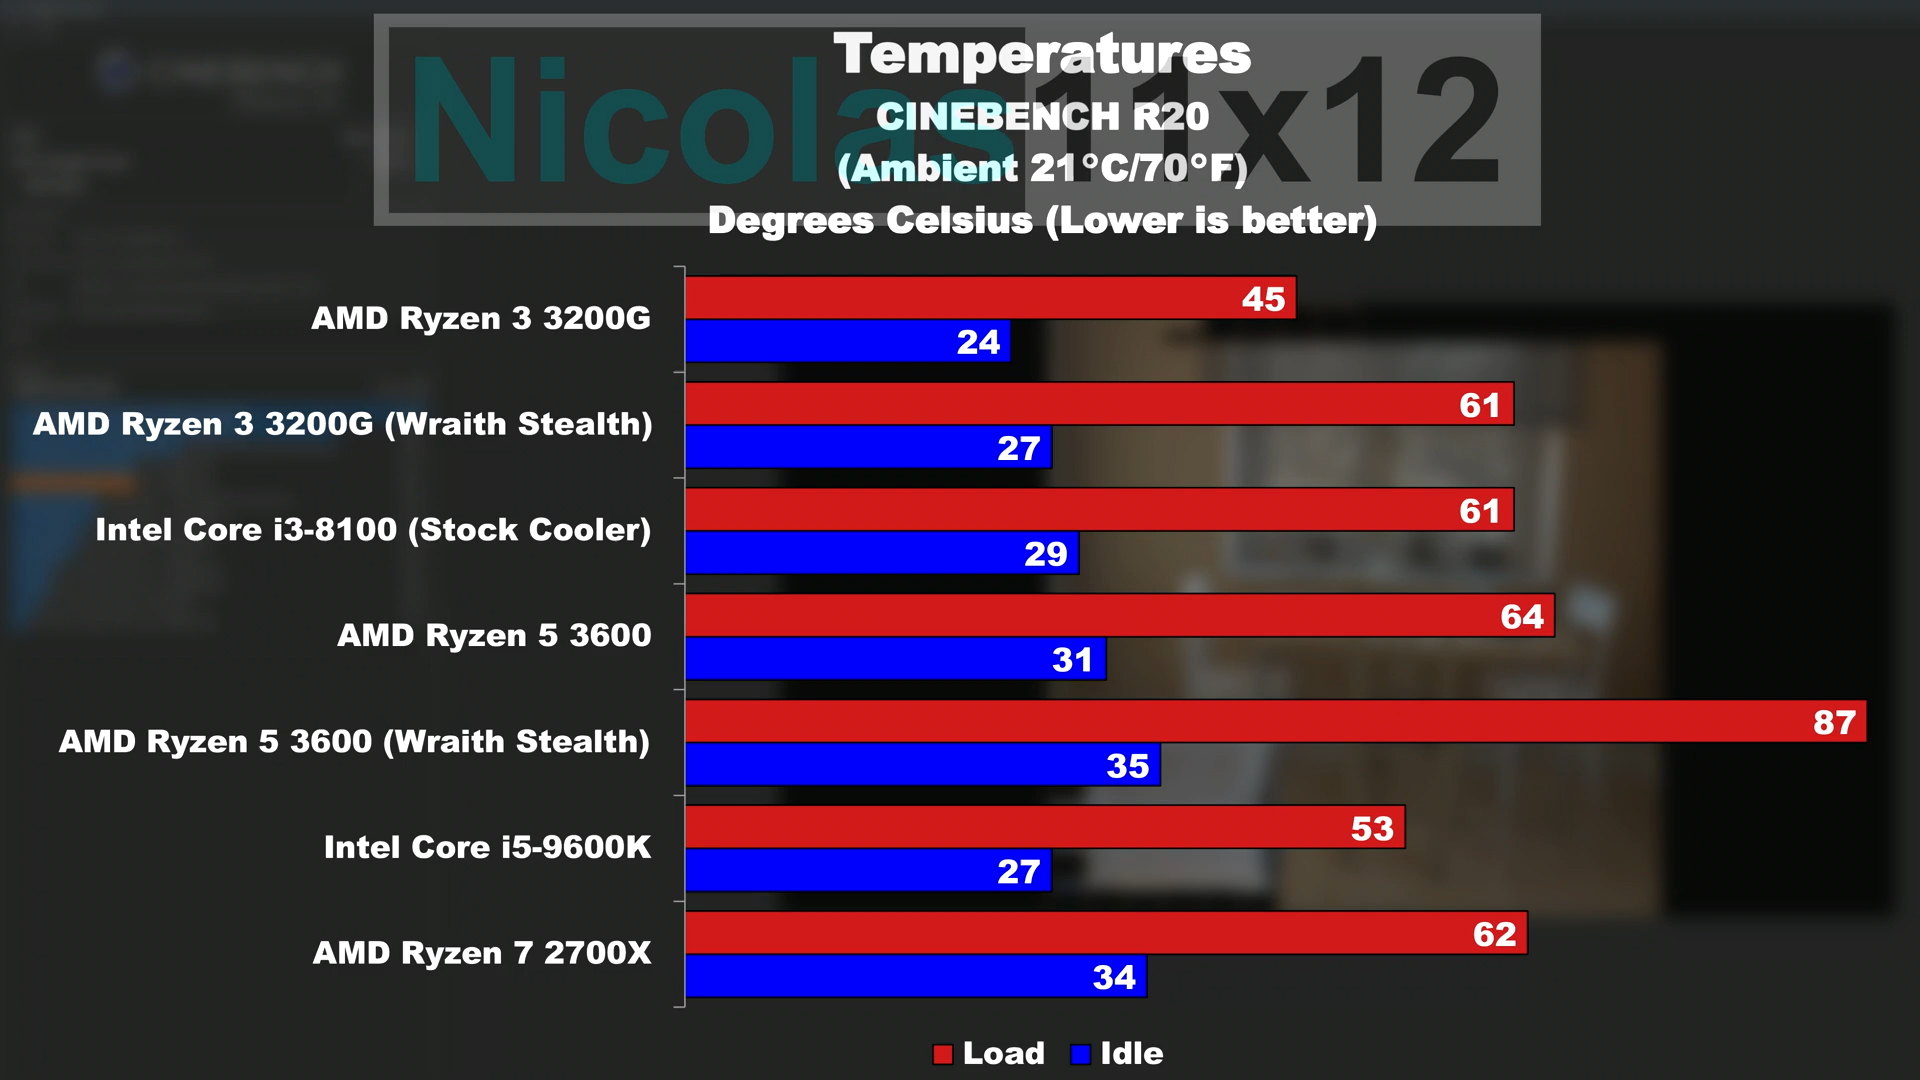 Nicolas11x12
Temperatures
CINEBENCH R20
(Ambient 21°C/70°F)
Degrees Celsius (Lower is better)
AMD Ryzen 3 3200G
45
24
AMD Ryzen 3 3200G (Wraith Stealth)
61
27
Intel Core i3-8100 (Stock Cooler)
61
29
AMD Ryzen 5 3600
64
31
AMD Ryzen 5 3600 (Wraith Stealth)
87
35
Intel Core i5-9600K
53
27
AMD Ryzen 7 2700X
62
34
Load Idle
CINEBENCH